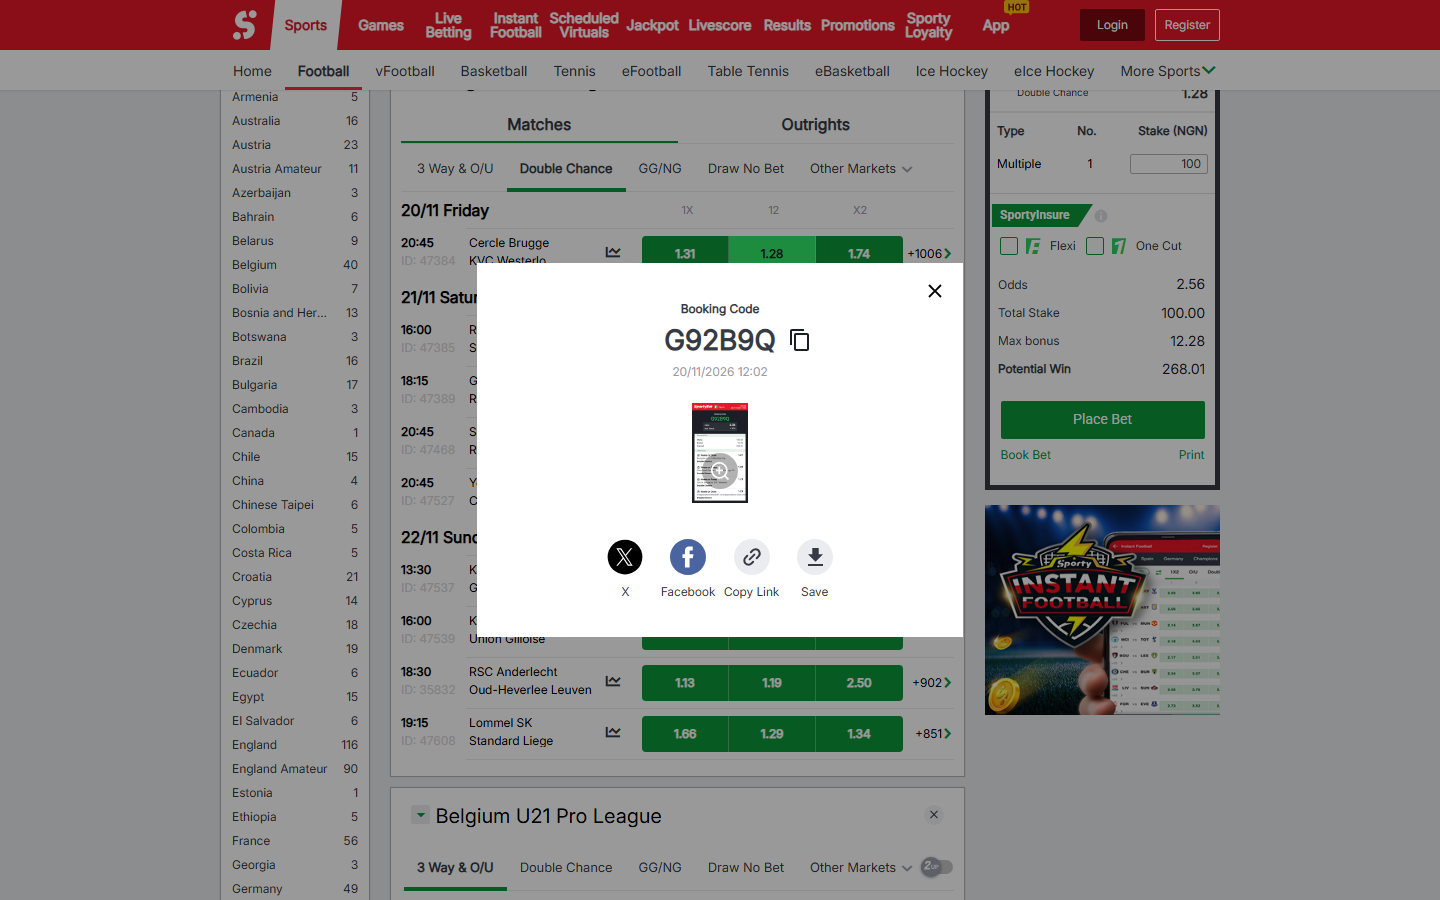 Sports
Games
Live Betting
Instant Football
Scheduled Virtuals
Jackpot
Livescore
Results
Promotions
Sporty Loyalty
App
HOT
Login
Register
Home
Football
vFootball
Basketball
Tennis
eFootball
Table Tennis
eBasketball
Ice Hockey
eIce Hockey
More Sports
Armenia 5
Australia 16
Austria 23
Austria Amateur 11
Azerbaijan 3
Bahrain 6
Belarus 9
Belgium 40
Bolivia 7
Bosnia and Her... 13
Botswana 3
Brazil 16
Bulgaria 17
Cambodia 3
Canada 1
Chile 15
China 4
Chinese Taipei 6
Colombia 5
Costa Rica 5
Croatia 21
Cyprus 14
Czechia 18
Denmark 19
Ecuador 6
Egypt 15
El Salvador 6
England 116
England Amateur 90
Estonia 1
Ethiopia 5
France 56
Georgia 3
Germany 49
Matches
Outrights
3 Way & O/U
Double Chance
GG/NG
Draw No Bet
Other Markets
20/11 Friday
1X 12 X2
20:45 Cercle Brugge
ID: 47384 KVC Westerlo
1.31 1.28 1.74 +1006
21/11 Satur
16:00 R
ID: 47385 S
18:15 G
ID: 47389 R
20:45 S
ID: 47468 R
20:45 Y
ID: 47527 C
22/11 Sund
13:30 K
ID: 47537 G
16:00 K
ID: 47539 Union Gilloise
18:30 RSC Anderlecht
ID: 35832 Oud-Heverlee Leuven
1.13 1.19 2.50 +902
19:15 Lommel SK
ID: 47608 Standard Liege
1.66 1.29 1.34 +851
Belgium U21 Pro League
3 Way & O/U
Double Chance
GG/NG
Draw No Bet
Other Markets
2UP
Booking Code
G92B9Q
20/11/2026 12:02
X
Facebook
Copy Link
Save
Double Chance 1.28
Type No. Stake (NGN)
Multiple 1 100
SportyInsure
Flexi
One Cut
Odds 2.56
Total Stake 100.00
Max bonus 12.28
Potential Win 268.01
Place Bet
Book Bet
Print
Sporty
INSTANT
FOOTBALL